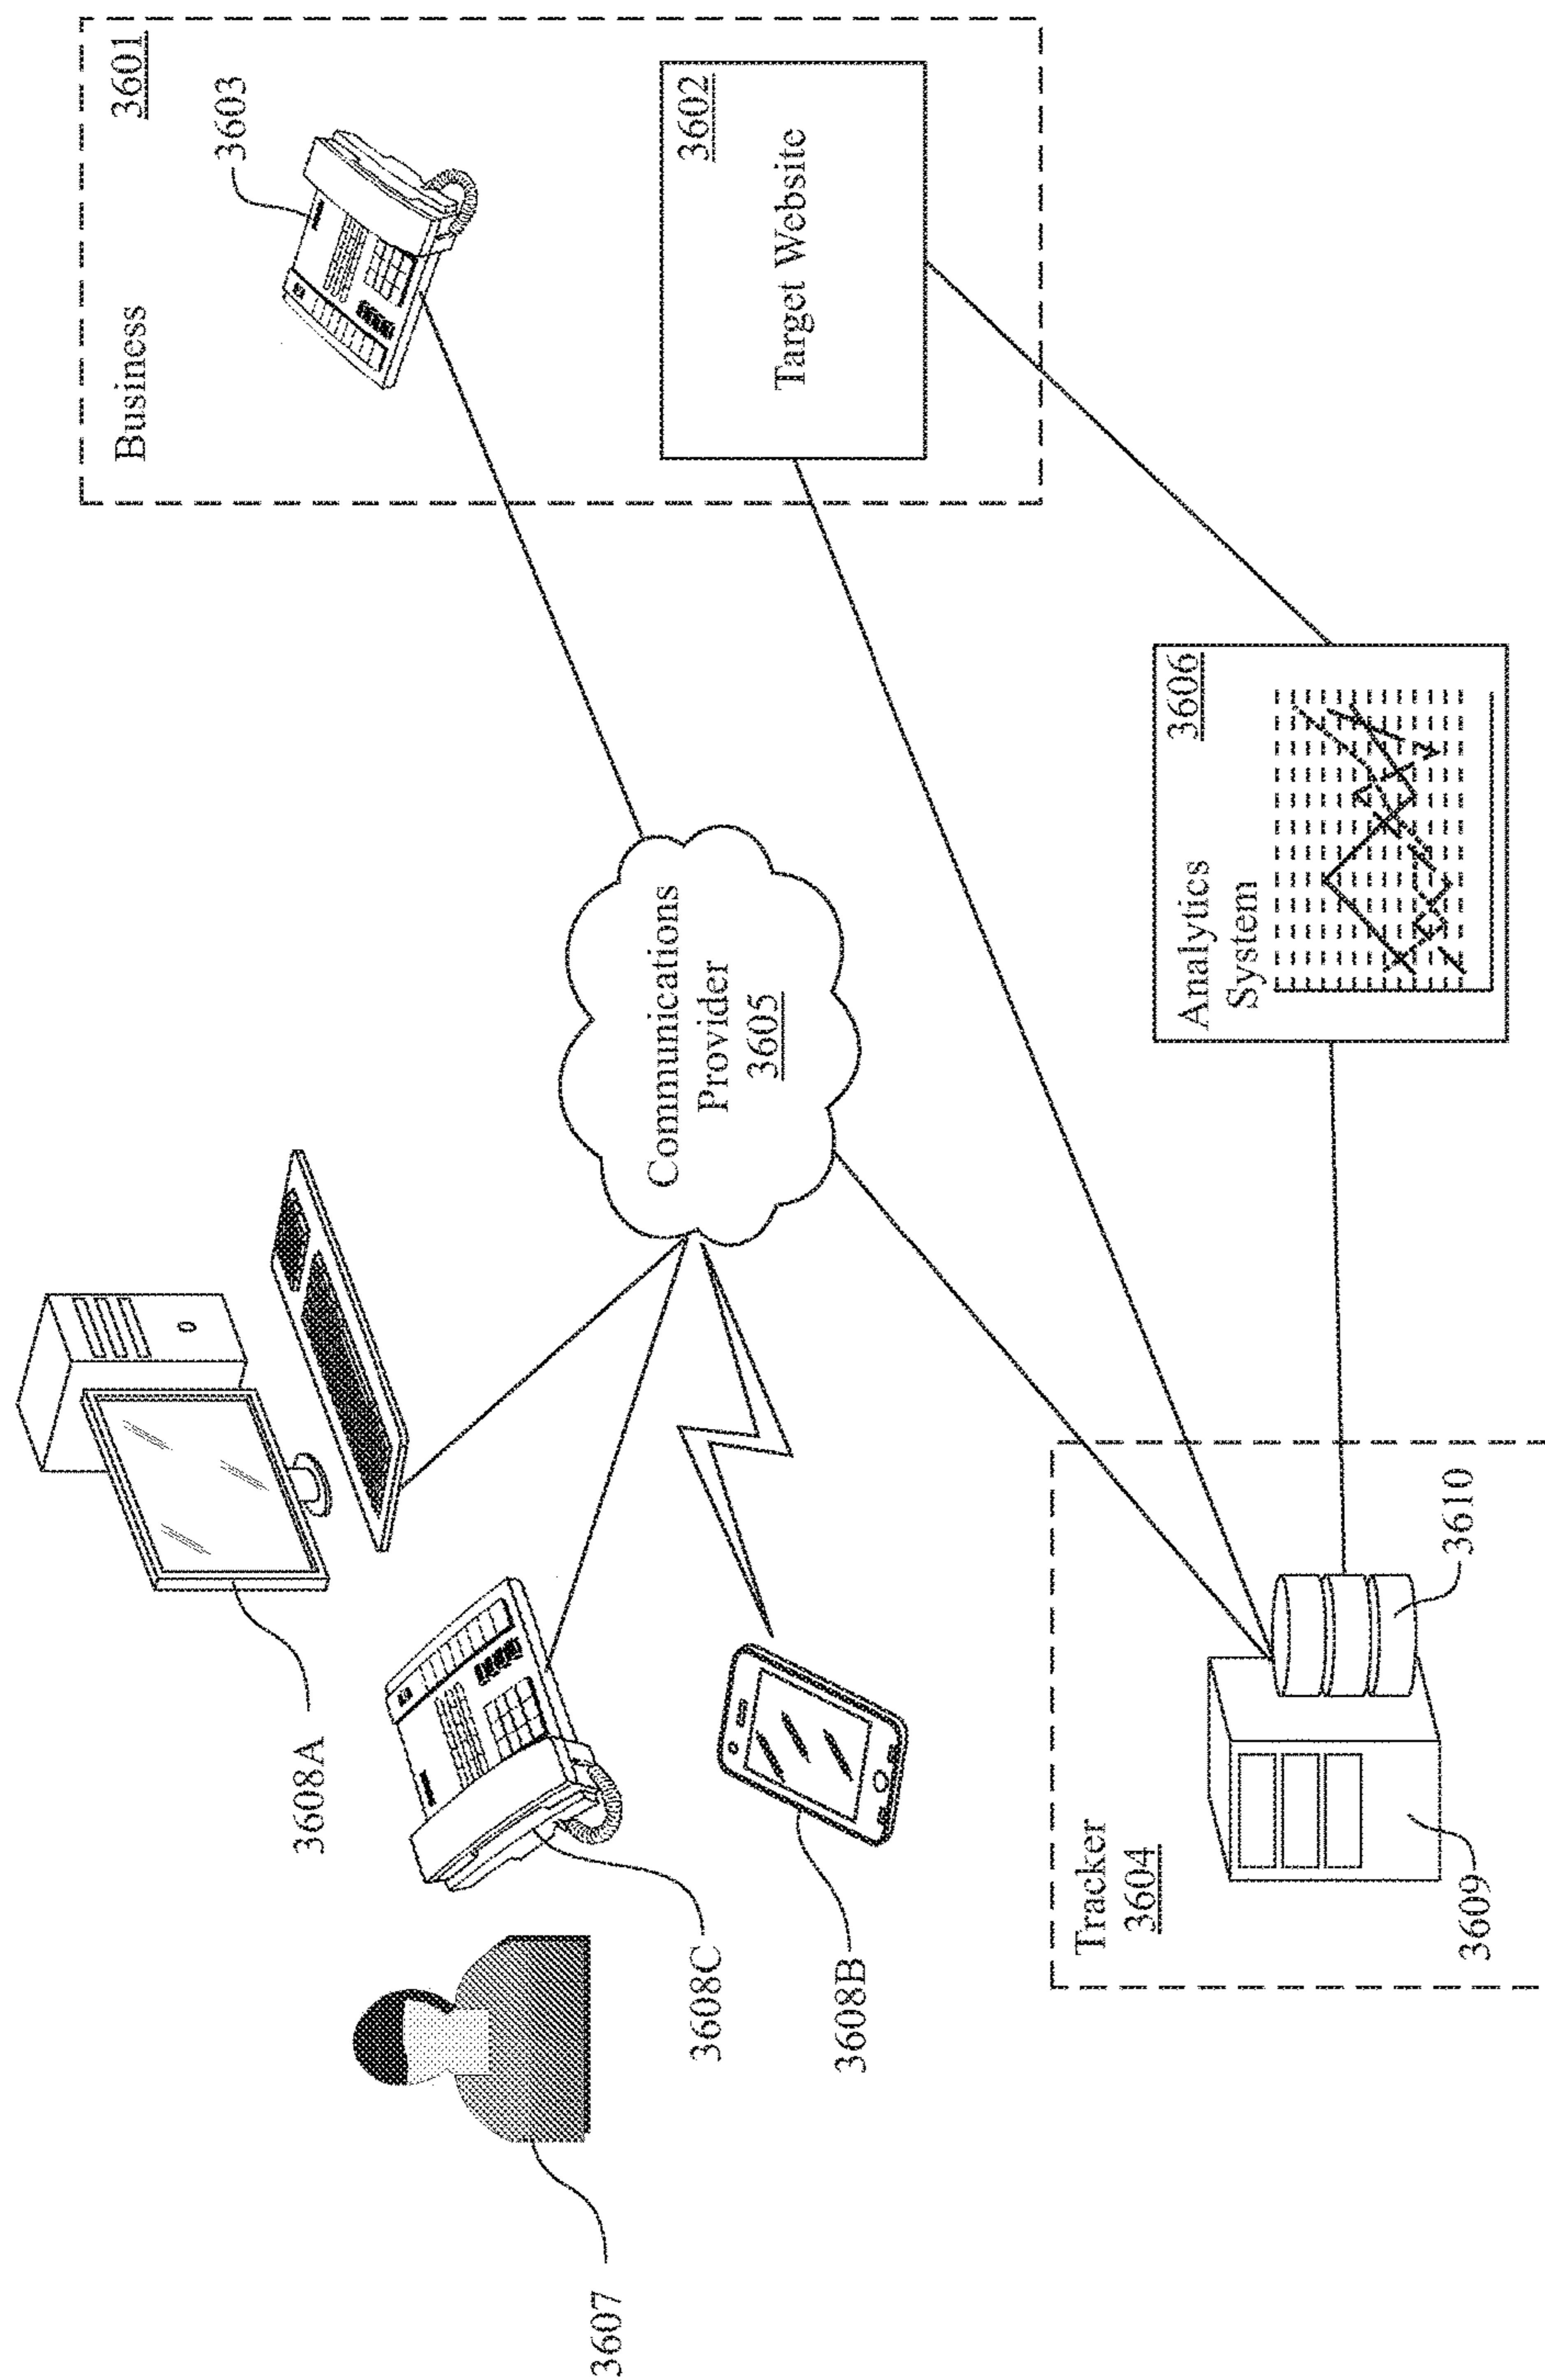 3608A
3607
3608C
3608B
Communications
Provider
3605
Business
3601
3603
3602
Target Website
Tracker
3604
3609
3610
Analytics
System
3606